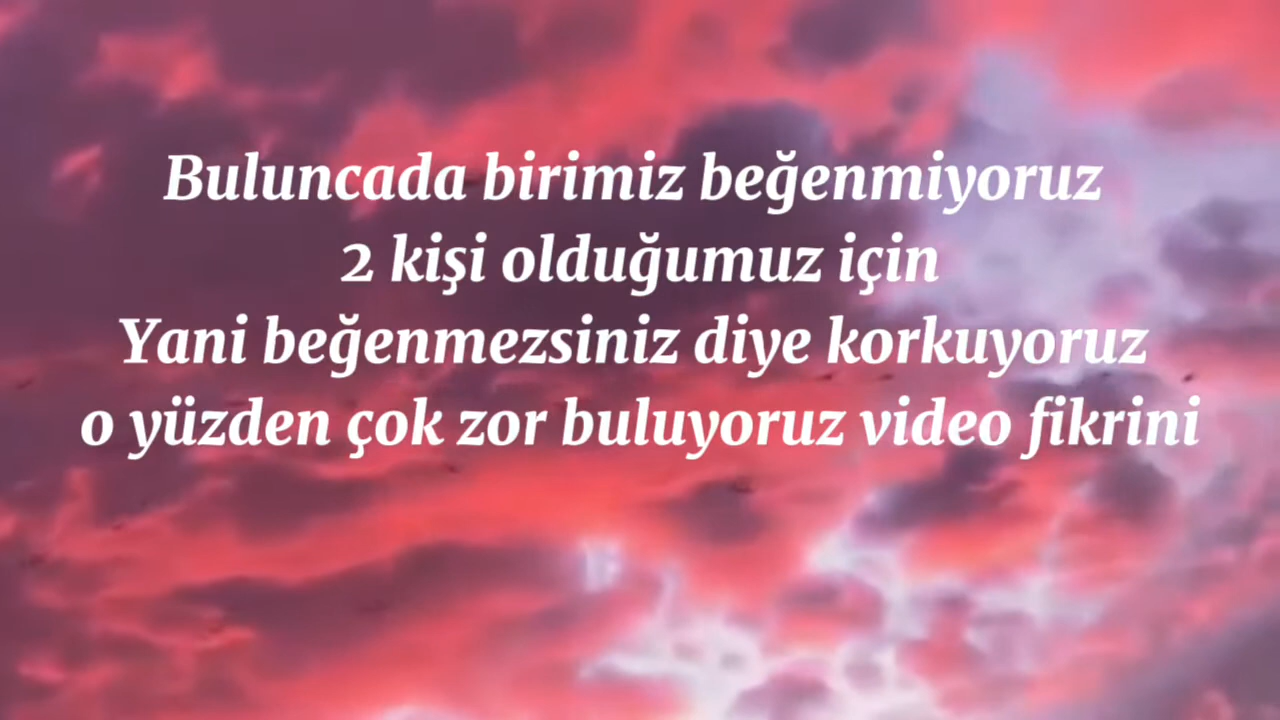 Buluncada birimiz beğenmiyoruz
2 kişi olduğumuz için
Yani beğenmezsiniz diye korkuyoruz
o yüzden çok zor buluyoruz video fikrini